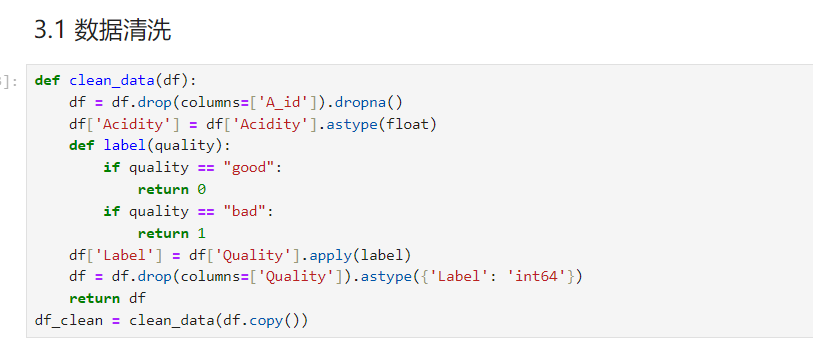 3.1 数据清洗
]:
def clean_data(df):
    df = df.drop(columns=['A_id']).dropna()
    df['Acidity'] = df['Acidity'].astype(float)
    def label(quality):
        if quality == "good":
            return 0
        if quality == "bad":
            return 1
    df['Label'] = df['Quality'].apply(label)
    df = df.drop(columns=['Quality']).astype({'Label': 'int64'})
    return df
df_clean = clean_data(df.copy())